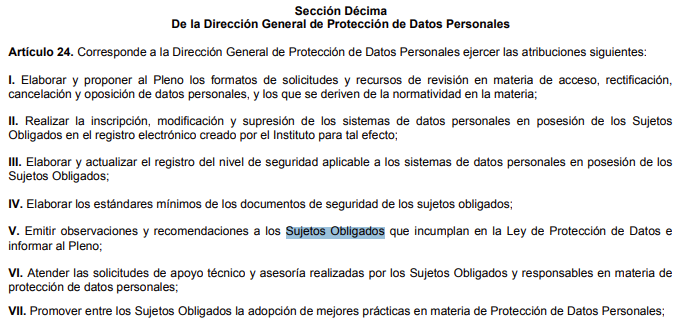 Sección Décima
De la Dirección General de Protección de Datos Personales
Artículo 24. Corresponde a la Dirección General de Protección de Datos Personales ejercer las atribuciones siguientes:
I. Elaborar y proponer al Pleno los formatos de solicitudes y recursos de revisión en materia de acceso, rectificación,
cancelación y oposición de datos personales, y los que se deriven de la normatividad en la materia;
II. Realizar la inscripción, modificación y supresión de los sistemas de datos personales en posesión de los Sujetos
Obligados en el registro electrónico creado por el Instituto para tal efecto;
III. Elaborar y actualizar el registro del nivel de seguridad aplicable a los sistemas de datos personales en posesión de los
Sujetos Obligados;
IV. Elaborar los estándares mínimos de los documentos de seguridad de los sujetos obligados;
V. Emitir observaciones y recomendaciones a los Sujetos Obligados que incumplan en la Ley de Protección de Datos e
informar al Pleno;
VI. Atender las solicitudes de apoyo técnico y asesoría realizadas por los Sujetos Obligados y responsables en materia de
protección de datos personales;
VII. Promover entre los Sujetos Obligados la adopción de mejores prácticas en materia de Protección de Datos Personales;